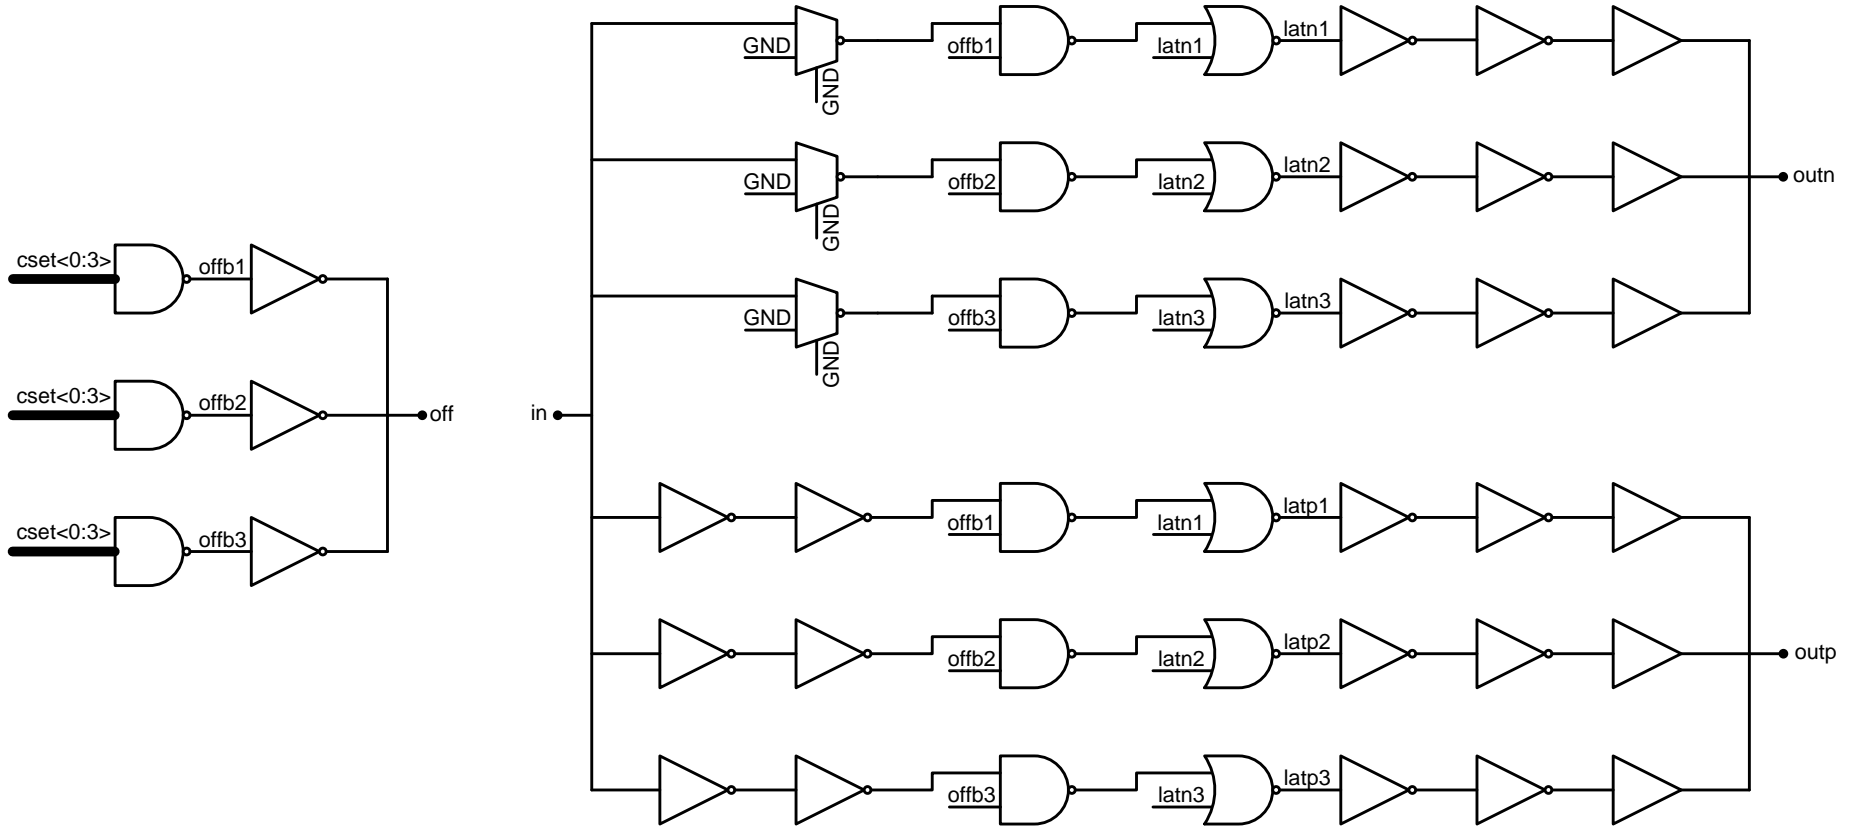 latn1
GND
offb1
latn1
GND
latn2
GND
offb2
latn2
outn
GND
cset<0:3>
offb1
latn3
GND
offb3
latn3
GND
cset<0:3>
offb2
off
in
latp1
offb1
latn1
cset<0:3>
offb3
latp2
offb2
latn2
outp
latp3
offb3
latn3